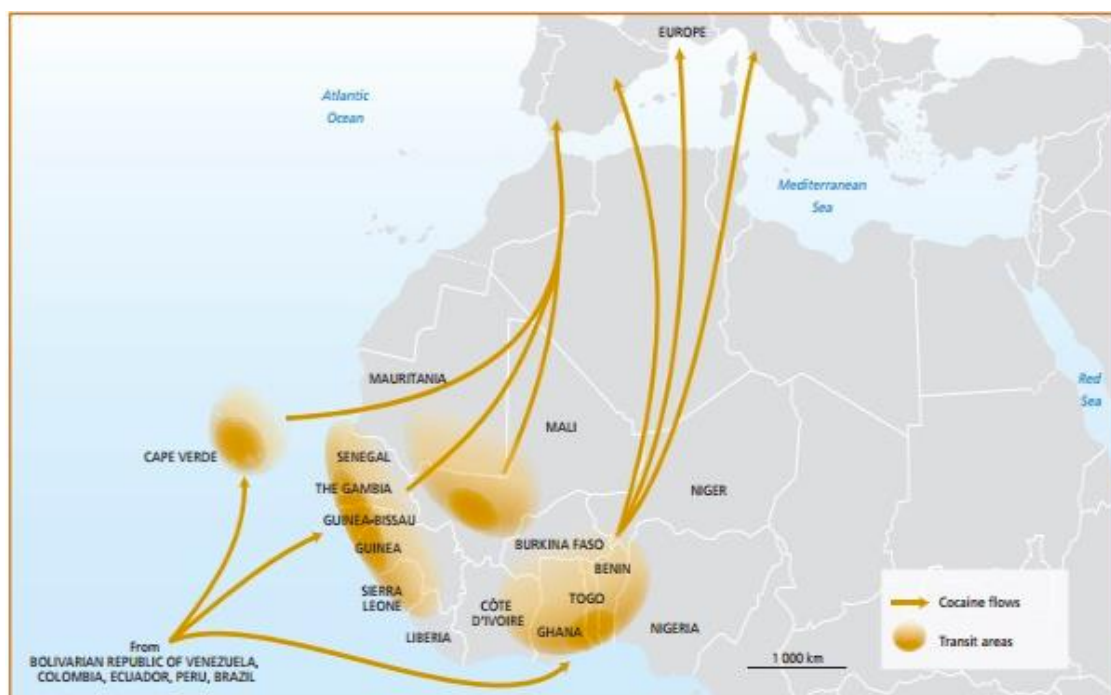 EUROPE
Atlantic
Ocean
Mediterranean
Sea
Red
Sea
MAURITANIA
MALI
CAPE VERDE
SENEGAL
THE GAMBIA
NIGER
GUINEA-BISSAU
BURKINA FASO
GUINEA
BENIN
SIERRA
LEONE
TOGO
CÔTE
D'IVOIRE
GHANA
NIGERIA
LIBERIA
Cocaine flows
Transit areas
1 000 km
From
BOLIVARIAN REPUBLIC OF VENEZUELA,
COLOMBIA, ECUADOR, PERU, BRAZIL